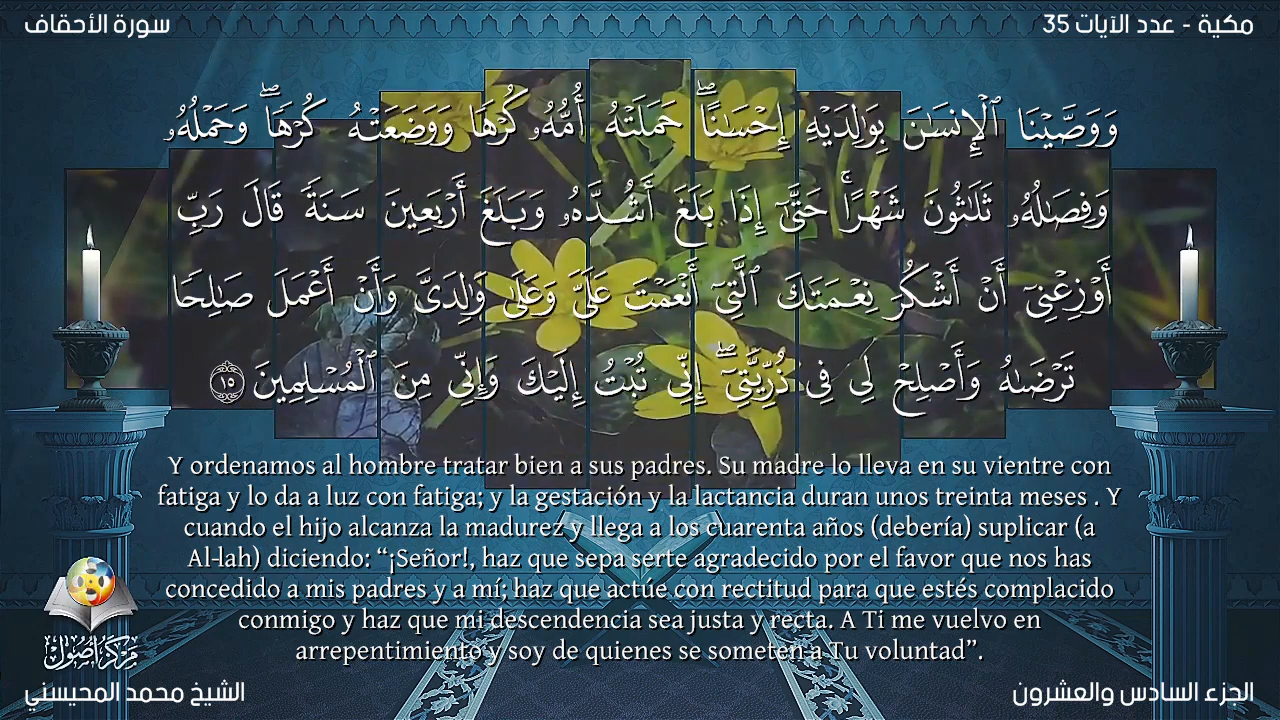 سورة الأحقاف
مكية - عدد الآيات 35
وَوَصَّيْنَا ٱلْإِنسَٰنَ بِوَٰلِدَيْهِ إِحْسَٰنًا ۖ حَمَلَتْهُ أُمُّهُۥ كُرْهًا وَوَضَعَتْهُ كُرْهًا ۖ وَحَمْلُهُۥ
وَفِصَٰلُهُۥ ثَلَٰثُونَ شَهْرًا ۚ حَتَّىٰٓ إِذَا بَلَغَ أَشُدَّهُۥ وَبَلَغَ أَرْبَعِينَ سَنَةً قَالَ رَبِّ
أَوْزِعْنِىٓ أَنْ أَشْكُرَ نِعْمَتَكَ ٱلَّتِىٓ أَنْعَمْتَ عَلَىَّ وَعَلَىٰ وَٰلِدَىَّ وَأَنْ أَعْمَلَ صَٰلِحًا
تَرْضَىٰهُ وَأَصْلِحْ لِى فِى ذُرِّيَّتِىٓ ۖ إِنِّى تُبْتُ إِلَيْكَ وَإِنِّى مِنَ ٱلْمُسْلِمِينَ ١٥
Y ordenamos al hombre tratar bien a sus padres. Su madre lo lleva en su vientre con
fatiga y lo da a luz con fatiga; y la gestación y la lactancia duran unos treinta meses . Y
cuando el hijo alcanza la madurez y llega a los cuarenta años (debería) suplicar (a
Al-lah) diciendo: “¡Señor!, haz que sepa serte agradecido por el favor que nos has
concedido a mis padres y a mí; haz que actúe con rectitud para que estés complacido
conmigo y haz que mi descendencia sea justa y recta. A Ti me vuelvo en
arrepentimiento y soy de quienes se someten a Tu voluntad”.
مركز أصول
الشيخ محمد المحيسني
الجزء السادس والعشرون